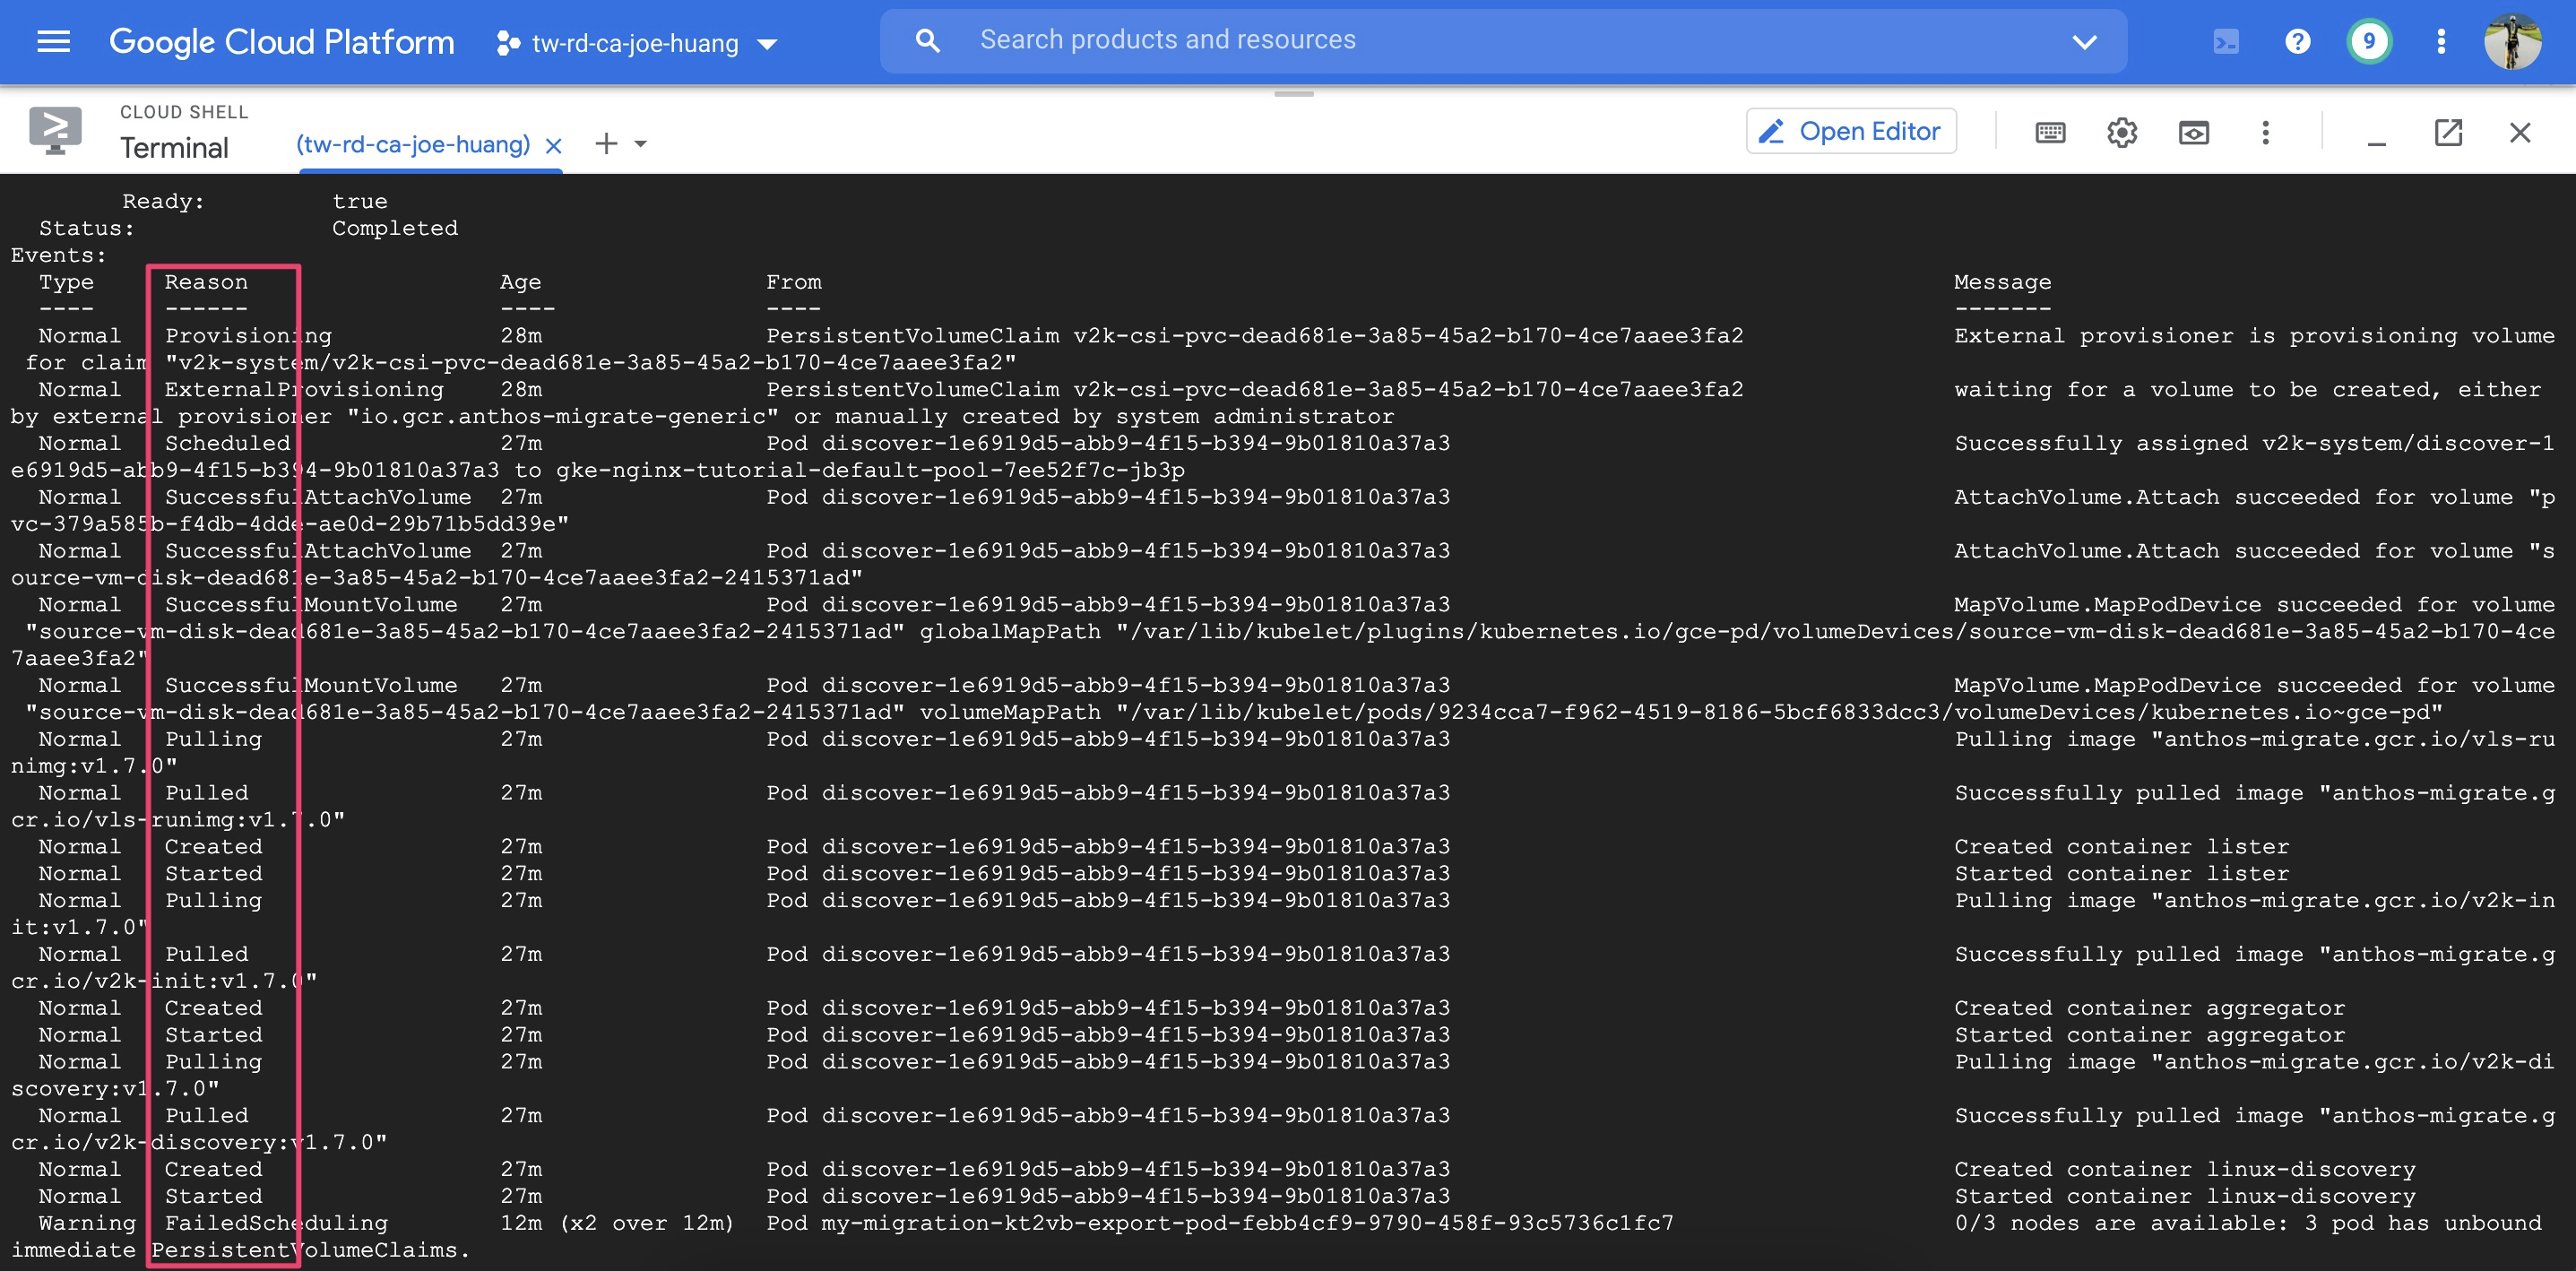 Google Cloud Platform tw-rd-ca-joe-huang Search products and resources 9
CLOUD SHELL
Terminal (tw-rd-ca-joe-huang) Open Editor
Ready: true
Status: Completed
Events:
Type Reason Age From Message
---- ------ ---- ---- -------
Normal Provisioning 28m PersistentVolumeClaim v2k-csi-pvc-dead681e-3a85-45a2-b170-4ce7aaee3fa2 External provisioner is provisioning volume
for claim "v2k-system/v2k-csi-pvc-dead681e-3a85-45a2-b170-4ce7aaee3fa2"
Normal ExternalProvisioning 28m PersistentVolumeClaim v2k-csi-pvc-dead681e-3a85-45a2-b170-4ce7aaee3fa2 waiting for a volume to be created, either
by external provisioner "io.gcr.anthos-migrate-generic" or manually created by system administrator
Normal Scheduled 27m Pod discover-1e6919d5-abb9-4f15-b394-9b01810a37a3 Successfully assigned v2k-system/discover-1
e6919d5-abb9-4f15-b394-9b01810a37a3 to gke-nginx-tutorial-default-pool-7ee52f7c-jb3p
Normal SuccessfulAttachVolume 27m Pod discover-1e6919d5-abb9-4f15-b394-9b01810a37a3 AttachVolume.Attach succeeded for volume "p
vc-379a585b-f4db-4dde-ae0d-29b71b5dd39e"
Normal SuccessfulAttachVolume 27m Pod discover-1e6919d5-abb9-4f15-b394-9b01810a37a3 AttachVolume.Attach succeeded for volume "s
ource-vm-disk-dead681e-3a85-45a2-b170-4ce7aaee3fa2-2415371ad"
Normal SuccessfulMountVolume 27m Pod discover-1e6919d5-abb9-4f15-b394-9b01810a37a3 MapVolume.MapPodDevice succeeded for volume
"source-vm-disk-dead681e-3a85-45a2-b170-4ce7aaee3fa2-2415371ad" globalMapPath "/var/lib/kubelet/plugins/kubernetes.io/gce-pd/volumeDevices/source-vm-disk-dead681e-3a85-45a2-b170-4ce
7aaee3fa2"
Normal SuccessfulMountVolume 27m Pod discover-1e6919d5-abb9-4f15-b394-9b01810a37a3 MapVolume.MapPodDevice succeeded for volume
"source-vm-disk-dead681e-3a85-45a2-b170-4ce7aaee3fa2-2415371ad" volumeMapPath "/var/lib/kubelet/pods/9234cca7-f962-4519-8186-5bcf6833dcc3/volumeDevices/kubernetes.io~gce-pd"
Normal Pulling 27m Pod discover-1e6919d5-abb9-4f15-b394-9b01810a37a3 Pulling image "anthos-migrate.gcr.io/vls-ru
nimg:v1.7.0"
Normal Pulled 27m Pod discover-1e6919d5-abb9-4f15-b394-9b01810a37a3 Successfully pulled image "anthos-migrate.g
cr.io/vls-runimg:v1.7.0"
Normal Created 27m Pod discover-1e6919d5-abb9-4f15-b394-9b01810a37a3 Created container lister
Normal Started 27m Pod discover-1e6919d5-abb9-4f15-b394-9b01810a37a3 Started container lister
Normal Pulling 27m Pod discover-1e6919d5-abb9-4f15-b394-9b01810a37a3 Pulling image "anthos-migrate.gcr.io/v2k-in
it:v1.7.0"
Normal Pulled 27m Pod discover-1e6919d5-abb9-4f15-b394-9b01810a37a3 Successfully pulled image "anthos-migrate.g
cr.io/v2k-init:v1.7.0"
Normal Created 27m Pod discover-1e6919d5-abb9-4f15-b394-9b01810a37a3 Created container aggregator
Normal Started 27m Pod discover-1e6919d5-abb9-4f15-b394-9b01810a37a3 Started container aggregator
Normal Pulling 27m Pod discover-1e6919d5-abb9-4f15-b394-9b01810a37a3 Pulling image "anthos-migrate.gcr.io/v2k-di
scovery:v1.7.0"
Normal Pulled 27m Pod discover-1e6919d5-abb9-4f15-b394-9b01810a37a3 Successfully pulled image "anthos-migrate.g
cr.io/v2k-discovery:v1.7.0"
Normal Created 27m Pod discover-1e6919d5-abb9-4f15-b394-9b01810a37a3 Created container linux-discovery
Normal Started 27m Pod discover-1e6919d5-abb9-4f15-b394-9b01810a37a3 Started container linux-discovery
Warning FailedScheduling 12m (x2 over 12m) Pod my-migration-kt2vb-export-pod-febb4cf9-9790-458f-93c5736c1fc7 0/3 nodes are available: 3 pod has unbound
immediate PersistentVolumeClaims.